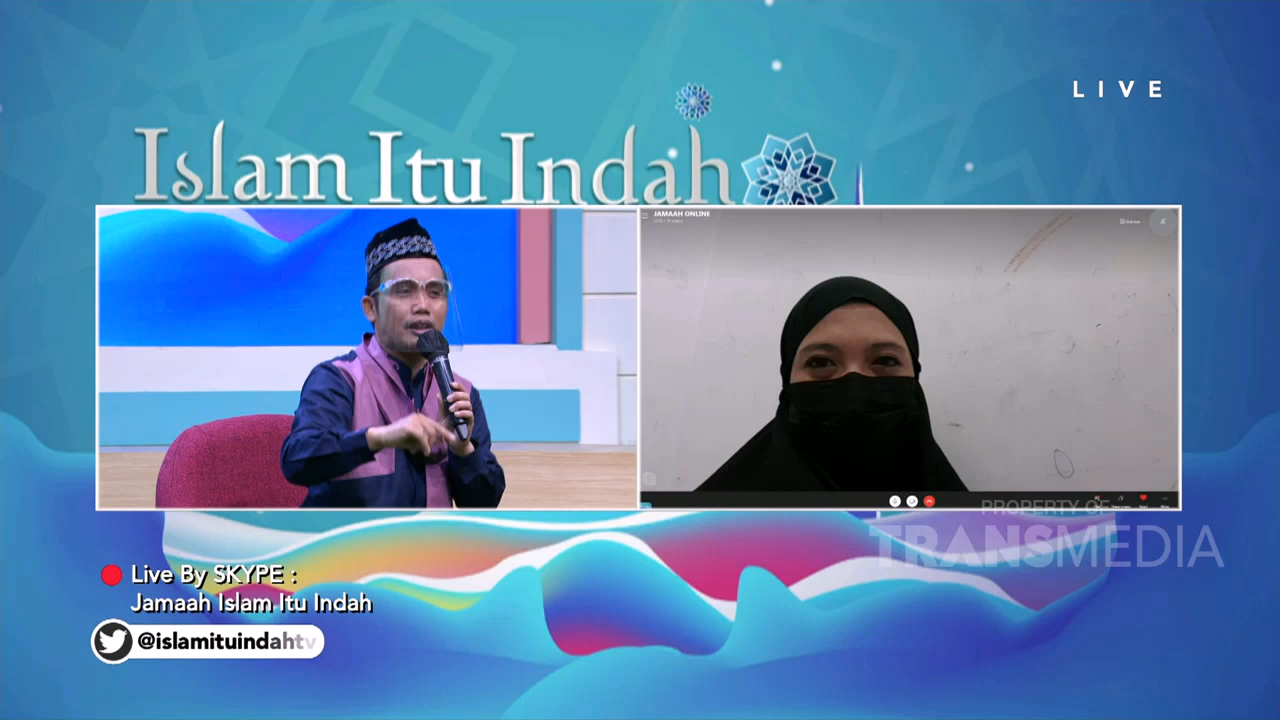 LIVE
Islam Itu Indah
JAMAAH ONLINE
PROPERTY OF
TRANSMEDIA
Live By SKYPE :
Jamaah Islam Itu Indah
@islamituindahtv